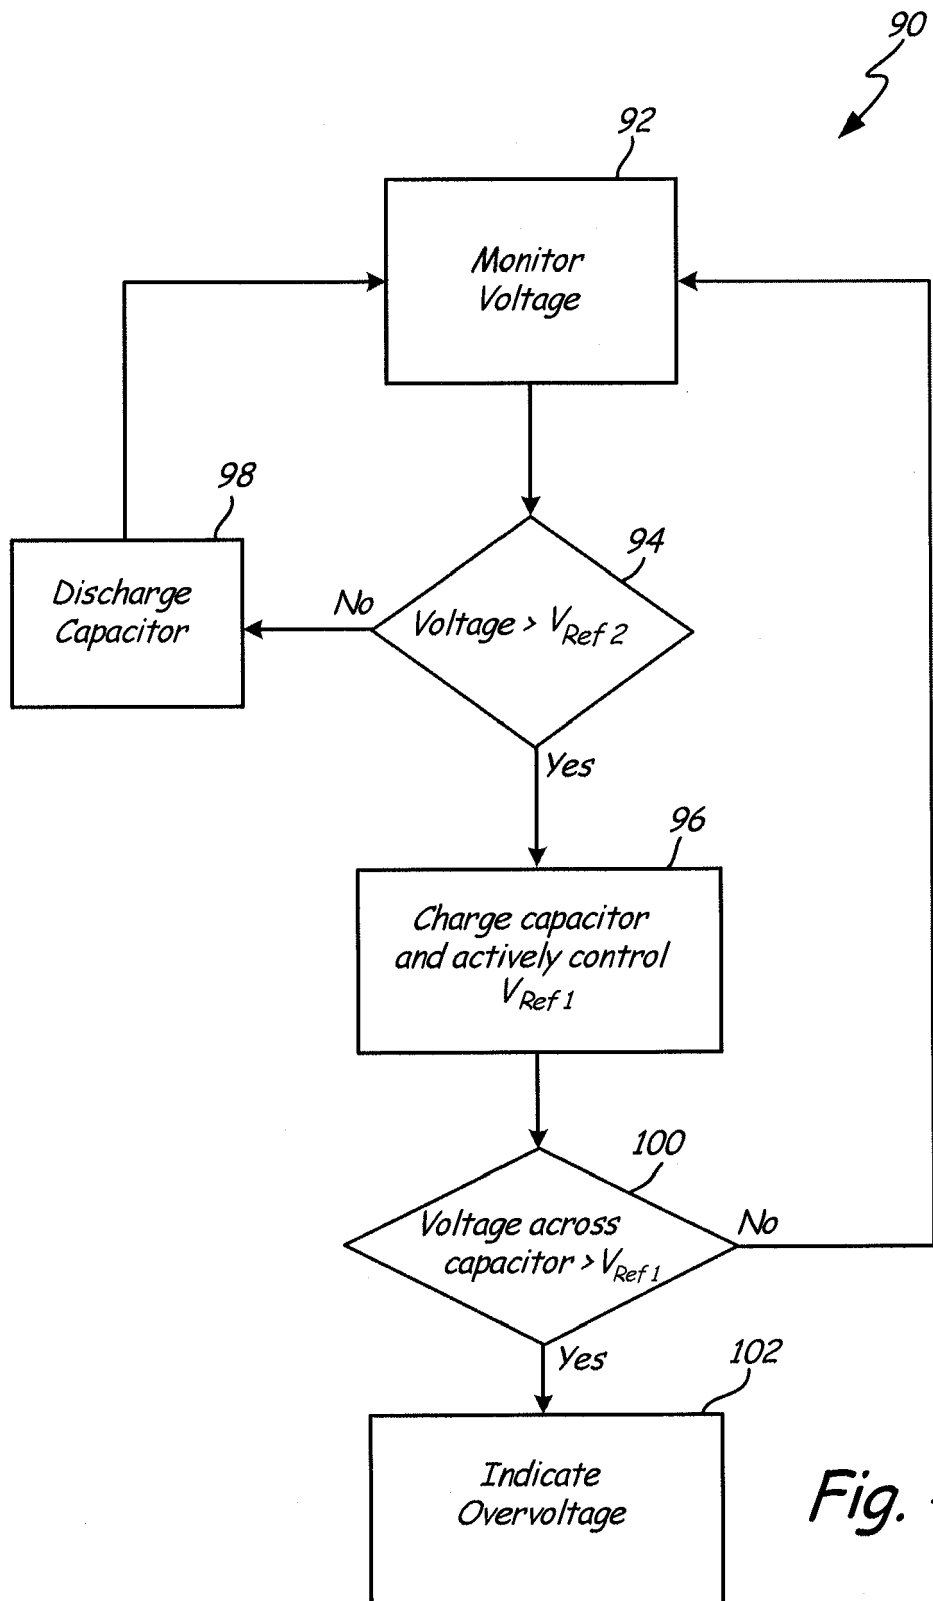 90
92
Monitor
Voltage
98
94
Discharge
Capacitor
No
Voltage > V_Ref 2
Yes
96
Charge capacitor
and actively control
V_Ref 1
100
Voltage across
capacitor > V_Ref 1
No
Yes
102
Indicate
Overvoltage
Fig.